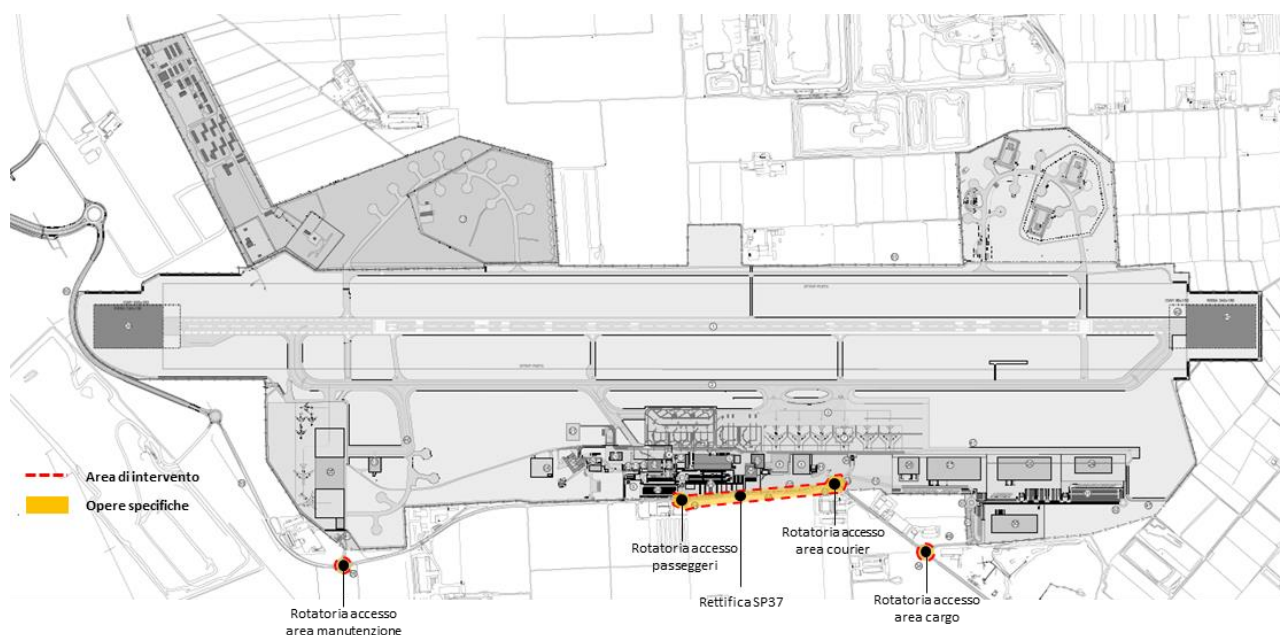 Area di intervento
Opere specifiche
Rotatoria accesso
passeggeri
Rotatoria accesso
area courier
Rettifica SP37
Rotatoria accesso
area cargo
Rotatoria accesso
area manutenzione